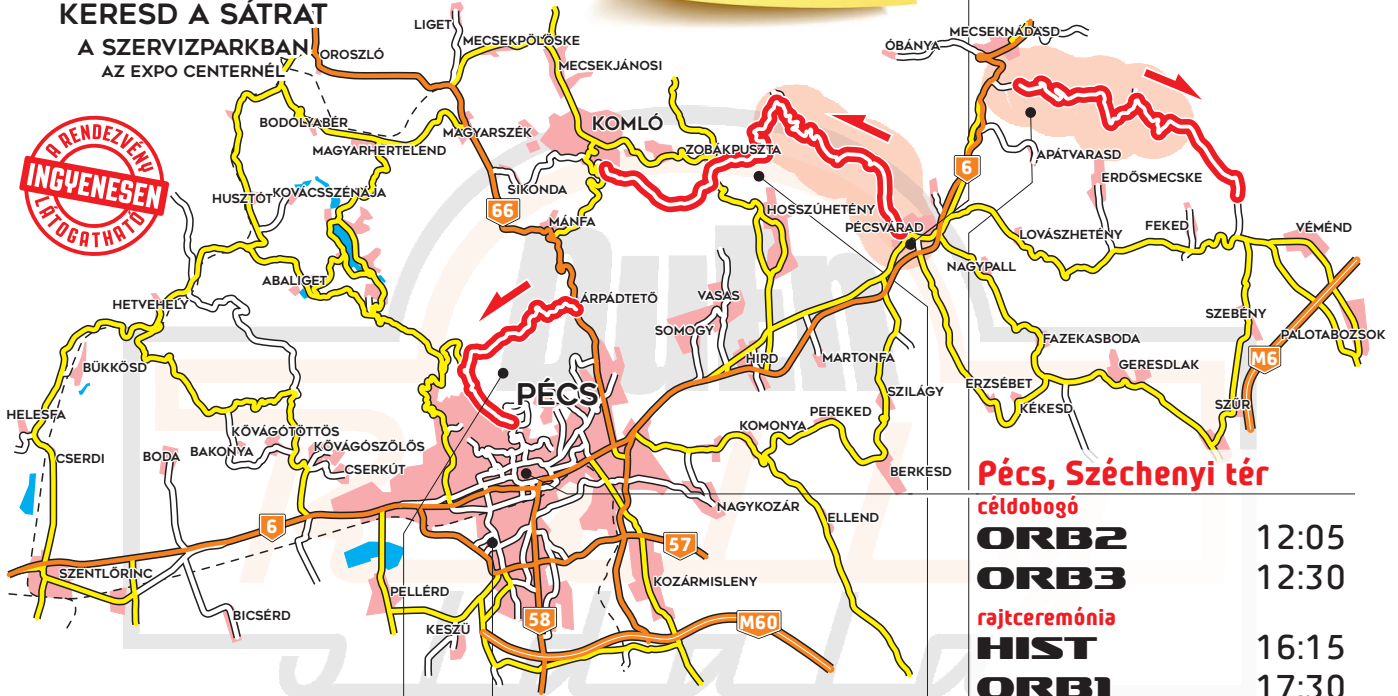 KERESD A SÁTRAT
A SZERVIZPARKBAN
AZ EXPO CENTERNÉL
A RENDEZVÉNY
INGYENESEN
LÁTOGATHATÓ
OROSZLÓ
LIGET
MECSEKPÖLÖSKE
MECSEKJÁNOSI
BODOLYABÉR
MAGYARHERTELEND
MAGYARSZÉK
KOMLÓ
ZOBÁKPUSZTA
ÓBÁNYA
MECSEKNÁDASD
APÁTVARASD
ERDŐSMECSKE
6
HUSZTÓT
KOVÁCSSZÉNÁJA
SIKONDA
66
MÁNFA
HOSSZÚHETÉNY
PÉCSVÁRAD
LOVÁSZHETÉNY
FEKED
VÉMÉND
NAGYPALL
ABALIGET
HETVEHELY
ÁRPÁDTETŐ
VASAS
SOMOGY
SZEBÉNY
PALOTABOZSOK
M6
FAZEKASBODA
GERESDLAK
HIRD
MARTONFA
BÜKKÖSD
PÉCS
SZILÁGY
ERZSÉBET
KÉKESD
SZŰR
HELESFA
CSERDI
BODA
BAKONYA
KŐVÁGÓTÖTTÖS
KŐVÁGÓSZŐLŐS
CSERKÚT
KOMONYA
PEREKED
BERKESD
NAGYKOZÁR
ELLEND
6
57
SZENTLŐRINC
BICSÉRD
PELLÉRD
KESZÜ
58
KOZÁRMISLENY
M60
Pécs, Széchenyi tér
céldobogó
ORB2 12:05
ORB3 12:30
rajtceremónia
HIST 16:15
ORB1 17:30